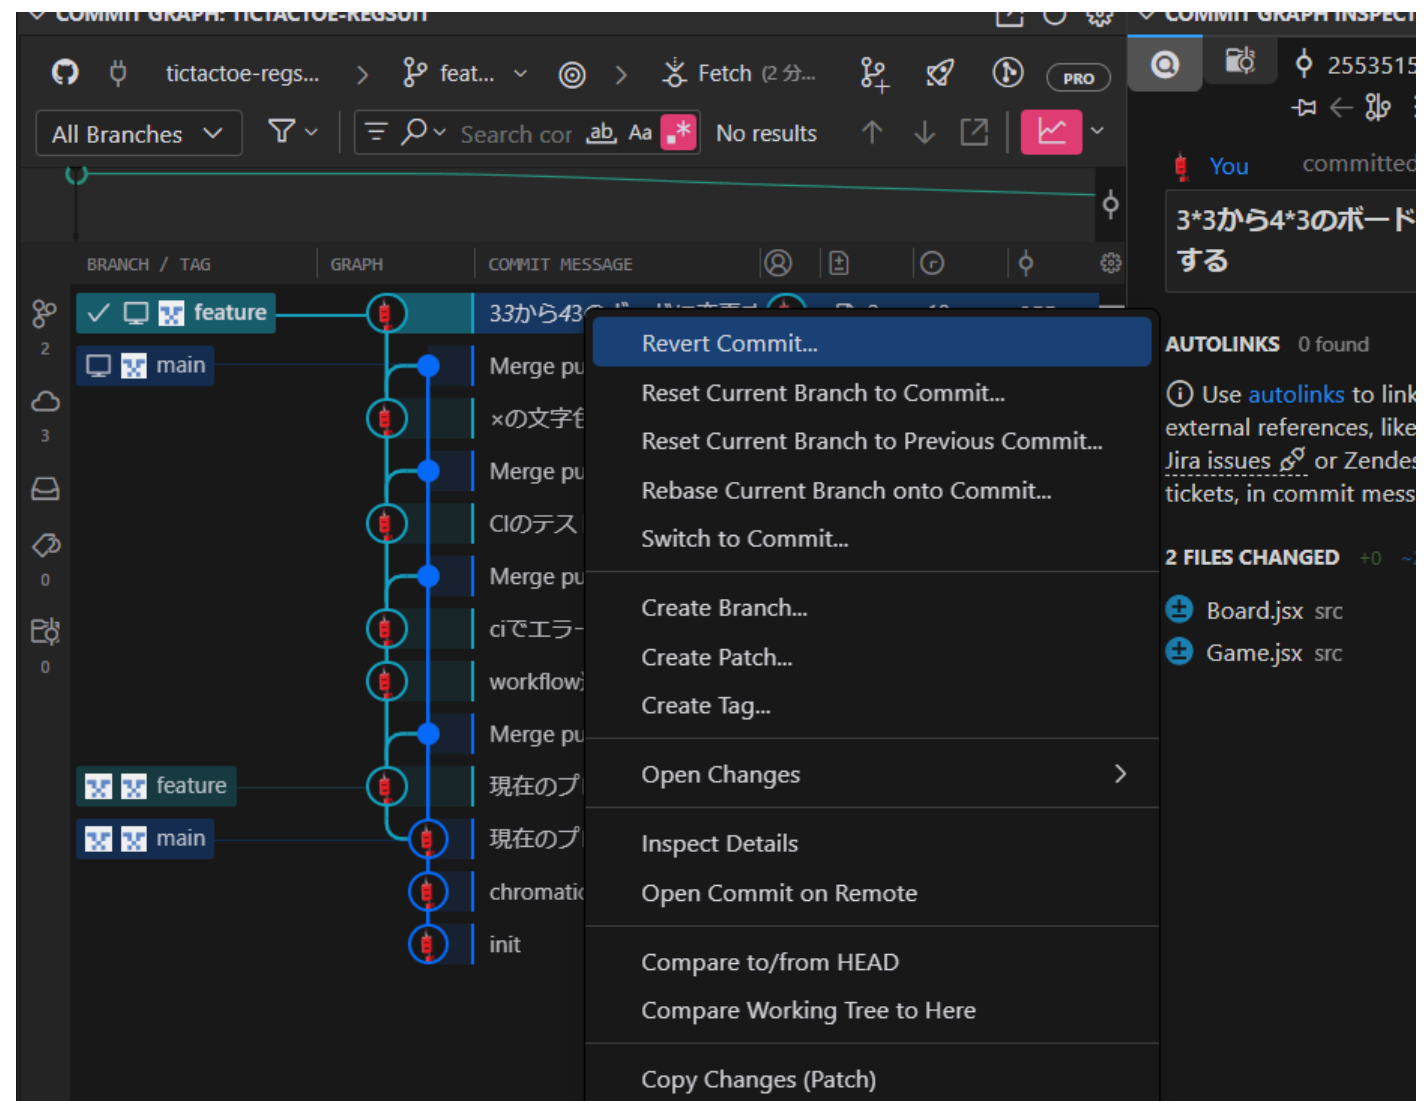 COMMIT GRAPH: TICTACTOE-REGSUIT
COMMIT GRAPH INSPECT
tictactoe-regs... > feat... > Fetch (2 分... PRO
2553515
All Branches Search cor ab, Aa .* No results
You committed
3*3から4*3のボード
する
BRANCH / TAG GRAPH COMMIT MESSAGE
feature 33から43
2
main Merge pu
×の文字
3
Merge pu
CIのテス
0
Merge pu
ciでエラー
0
workflow
Merge pu
feature 現在のプ
main 現在のプ
chromatic
init
Revert Commit...
Reset Current Branch to Commit...
Reset Current Branch to Previous Commit...
Rebase Current Branch onto Commit...
Switch to Commit...
Create Branch...
Create Patch...
Create Tag...
Open Changes
Inspect Details
Open Commit on Remote
Compare to/from HEAD
Compare Working Tree to Here
Copy Changes (Patch)
AUTOLINKS 0 found
Use autolinks to link
external references, like
Jira issues or Zendes
tickets, in commit mess
2 FILES CHANGED +0 ~2
Board.jsx src
Game.jsx src